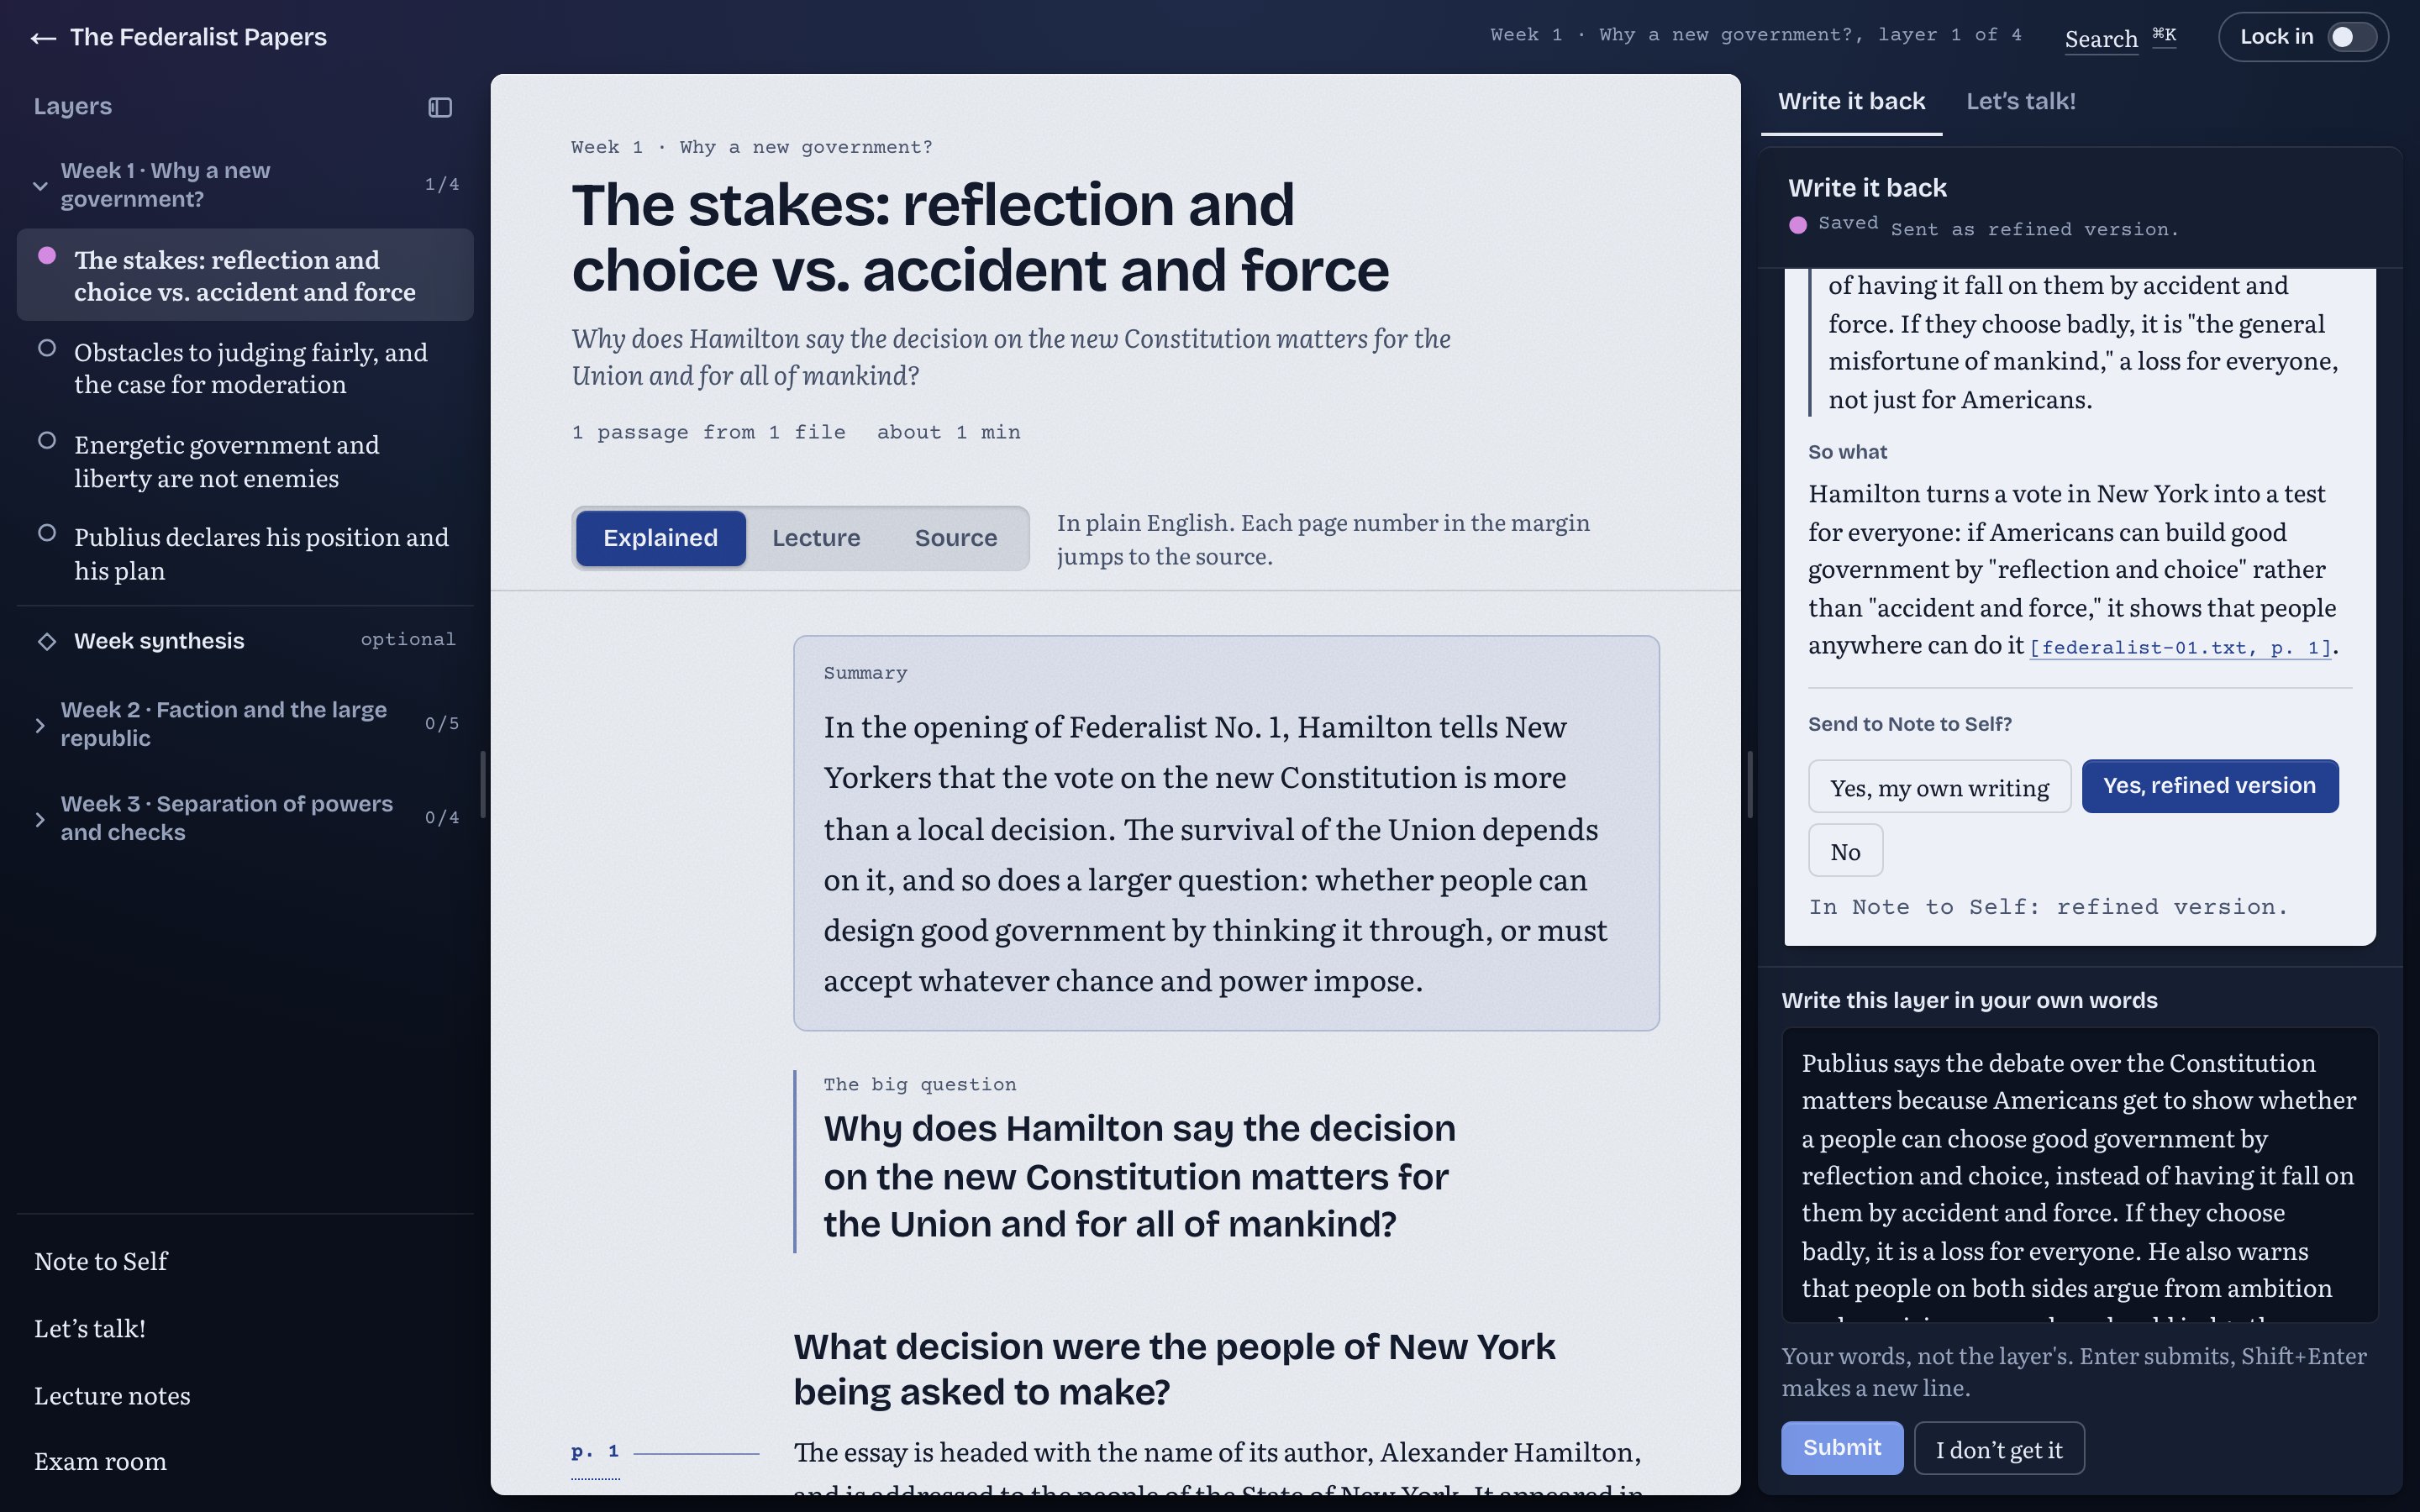 ← The Federalist Papers
Week 1 · Why a new government?, layer 1 of 4
Search ⌘K
Lock in
Layers
Week 1 · Why a new
government?
1/4
The stakes: reflection and
choice vs. accident and force
Obstacles to judging fairly, and
the case for moderation
Energetic government and
liberty are not enemies
Publius declares his position and
his plan
Week synthesis
optional
Week 2 · Faction and the large
republic
0/5
Week 3 · Separation of powers
and checks
0/4
Note to Self
Let’s talk!
Lecture notes
Exam room
Week 1 · Why a new government?
The stakes: reflection and
choice vs. accident and force
Why does Hamilton say the decision on the new Constitution matters for the
Union and for all of mankind?
1 passage from 1 file about 1 min
Explained
Lecture
Source
In plain English. Each page number in the margin
jumps to the source.
Summary
In the opening of Federalist No. 1, Hamilton tells New
Yorkers that the vote on the new Constitution is more
than a local decision. The survival of the Union depends
on it, and so does a larger question: whether people can
design good government by thinking it through, or must
accept whatever chance and power impose.
The big question
Why does Hamilton say the decision
on the new Constitution matters for
the Union and for all of mankind?
What decision were the people of New York
being asked to make?
p. 1
The essay is headed with the name of its author, Alexander Hamilton,
and is addressed to the people of the State of New York. It appeared in
Write it back
Let’s talk!
Write it back
Saved
Sent as refined version.
of having it fall on them by accident and
force. If they choose badly, it is "the general
misfortune of mankind," a loss for everyone,
not just for Americans.
So what
Hamilton turns a vote in New York into a test
for everyone: if Americans can build good
government by "reflection and choice" rather
than "accident and force," it shows that people
anywhere can do it [federalist-01.txt, p. 1].
Send to Note to Self?
Yes, my own writing
Yes, refined version
No
In Note to Self: refined version.
Write this layer in your own words
Publius says the debate over the Constitution
matters because Americans get to show whether
a people can choose good government by
reflection and choice, instead of having it fall on
them by accident and force. If they choose
badly, it is a loss for everyone. He also warns
that people on both sides argue from ambition
Your words, not the layer's. Enter submits, Shift+Enter
makes a new line.
Submit
I don’t get it